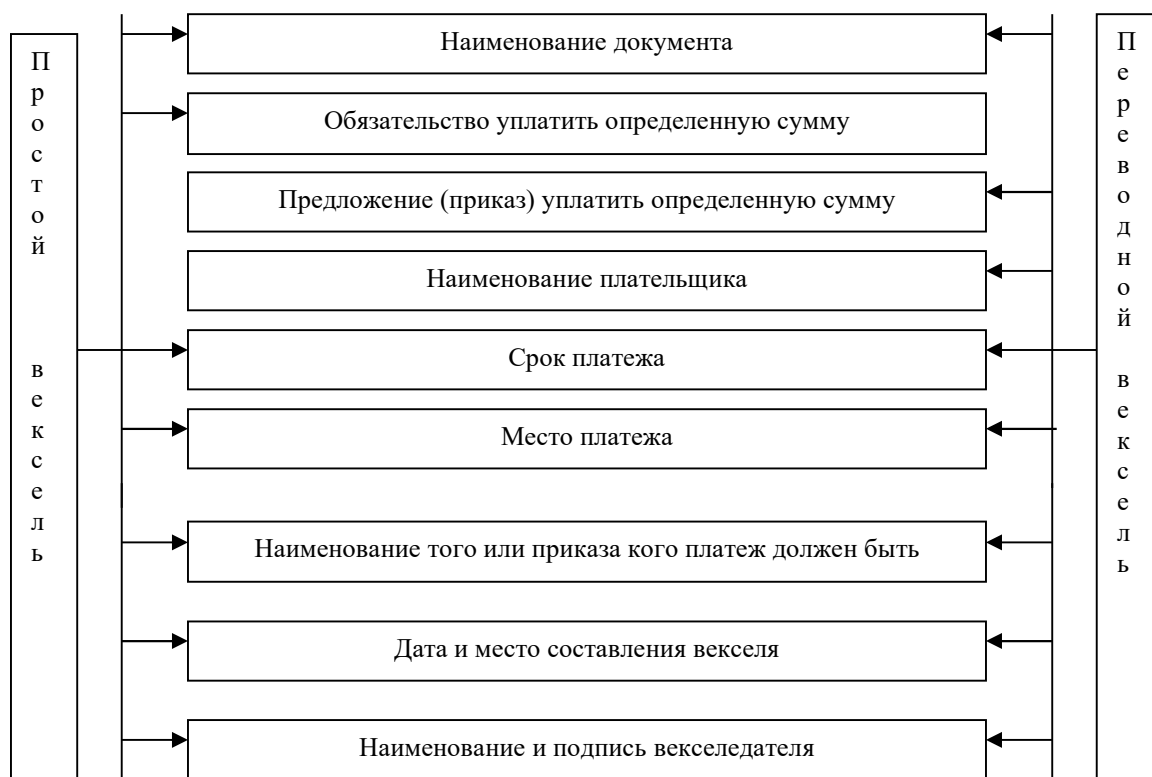 Простой вексель
Наименование документа
Обязательство уплатить определенную сумму
Предложение (приказ) уплатить определенную сумму
Наименование плательщика
Срок платежа
Место платежа
Наименование того или приказа кого платеж должен быть
Дата и место составления векселя
Наименование и подпись векселедателя
Переводной вексель